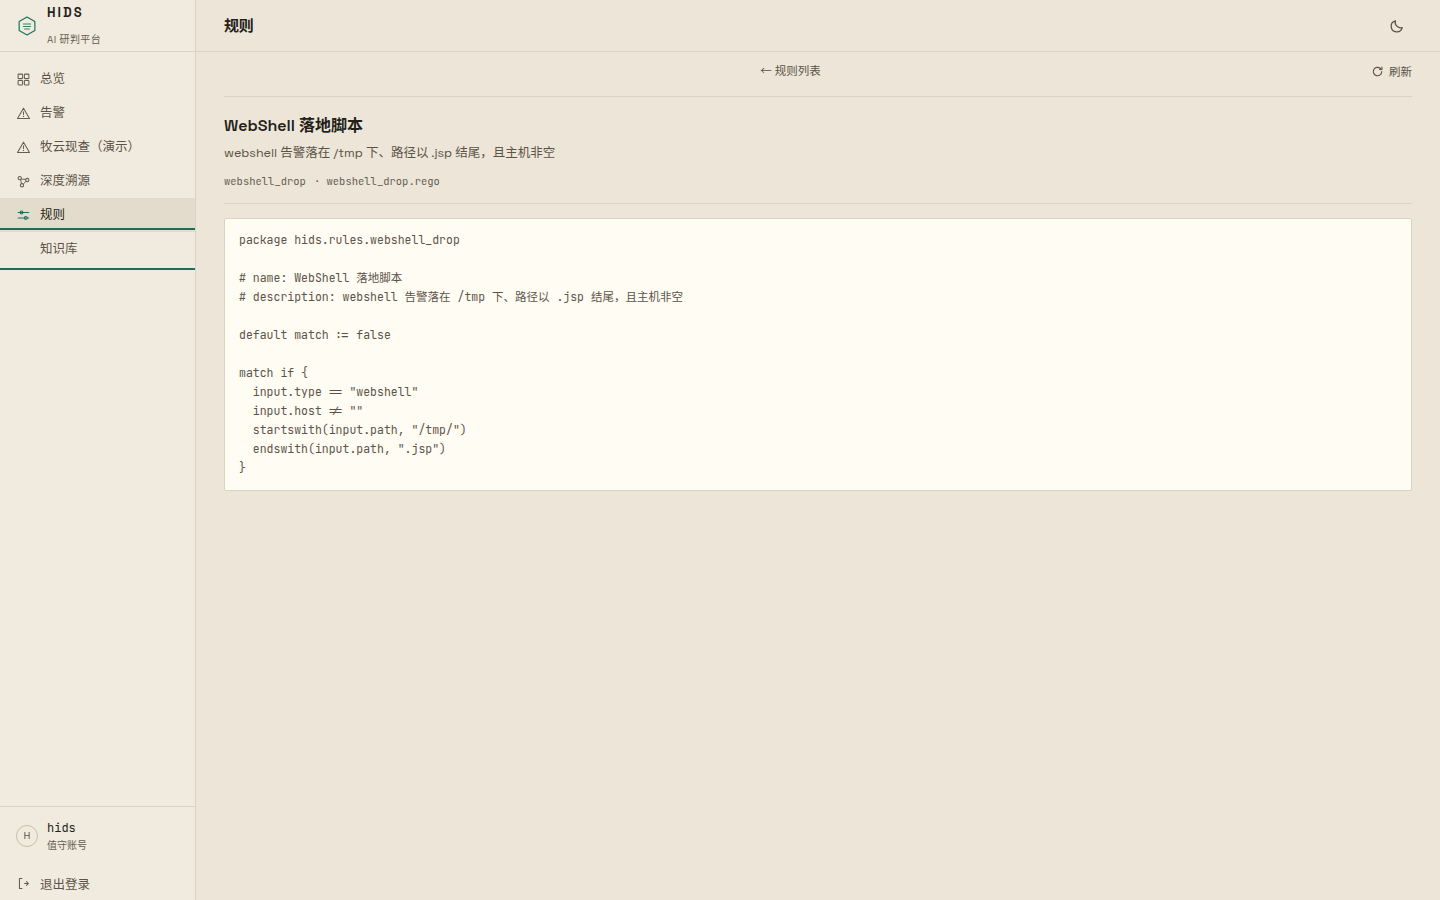 HIDS
AI 研判平台
总览
告警
牧云现查（演示）
深度溯源
规则
知识库
H
hids
值守账号
退出登录
规则
← 规则列表
刷新
WebShell 落地脚本
webshell 告警落在 /tmp 下、路径以 .jsp 结尾，且主机非空
webshell_drop · webshell_drop.rego
package hids.rules.webshell_drop
# name: WebShell 落地脚本
# description: webshell 告警落在 /tmp 下、路径以 .jsp 结尾，且主机非空
default match := false
match if {
input.type == "webshell"
input.host != ""
startswith(input.path, "/tmp/")
endswith(input.path, ".jsp")
}